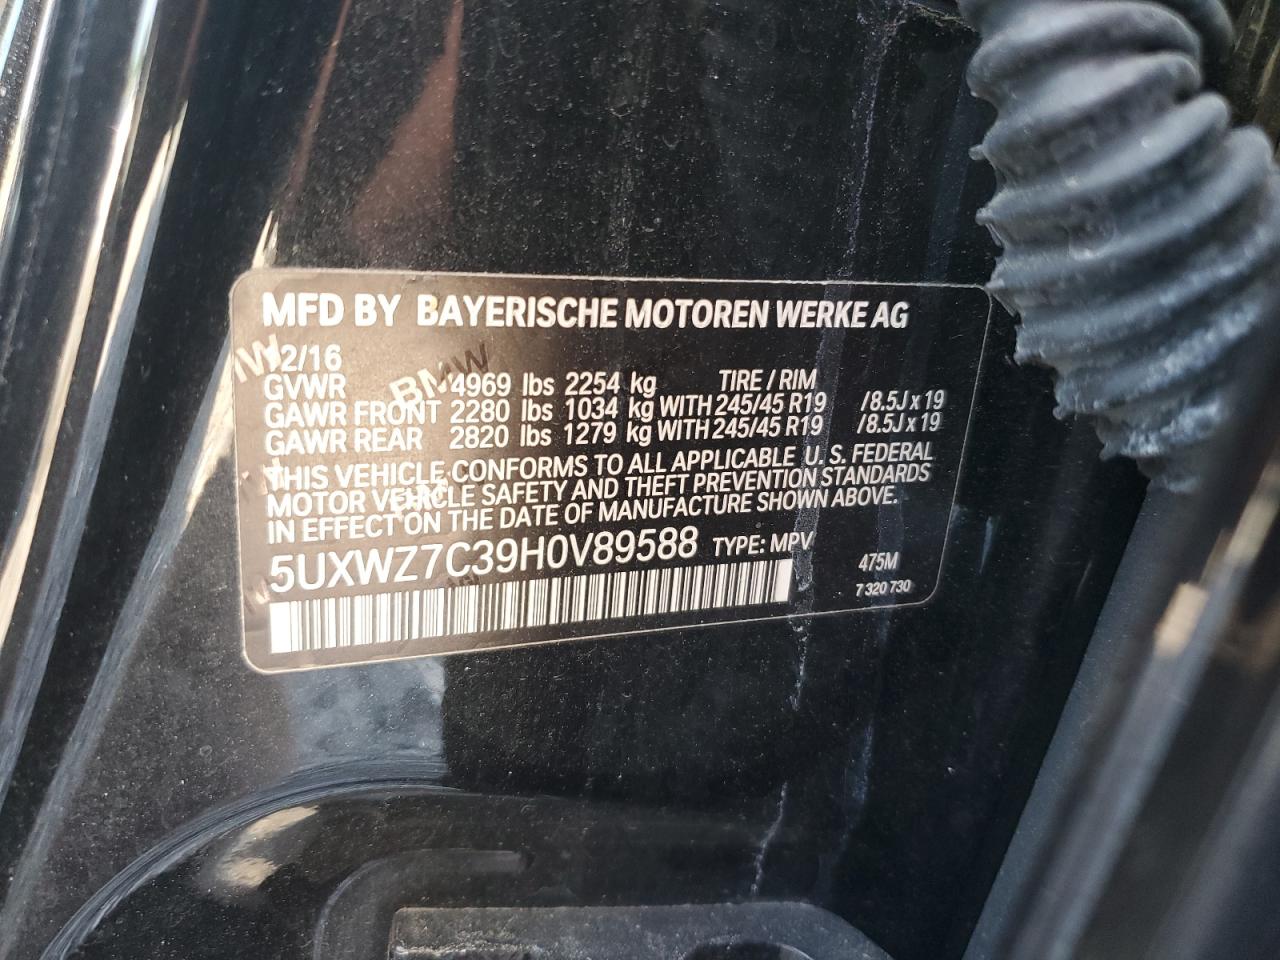 MFD BY BAYERISCHE MOTOREN WERKE AG
12/16
GVWR 4969 lbs 2254 kg TIRE / RIM
GAWR FRONT 2280 lbs 1034 kg WITH 245/45 R19 /8.5J x 19
GAWR REAR 2820 lbs 1279 kg WITH 245/45 R19 /8.5J x 19
THIS VEHICLE CONFORMS TO ALL APPLICABLE U. S. FEDERAL
MOTOR VEHICLE SAFETY AND THEFT PREVENTION STANDARDS
IN EFFECT ON THE DATE OF MANUFACTURE SHOWN ABOVE.
5UXWZ7C39H0V89588 TYPE: MPV
475M
7 320 730
BMW